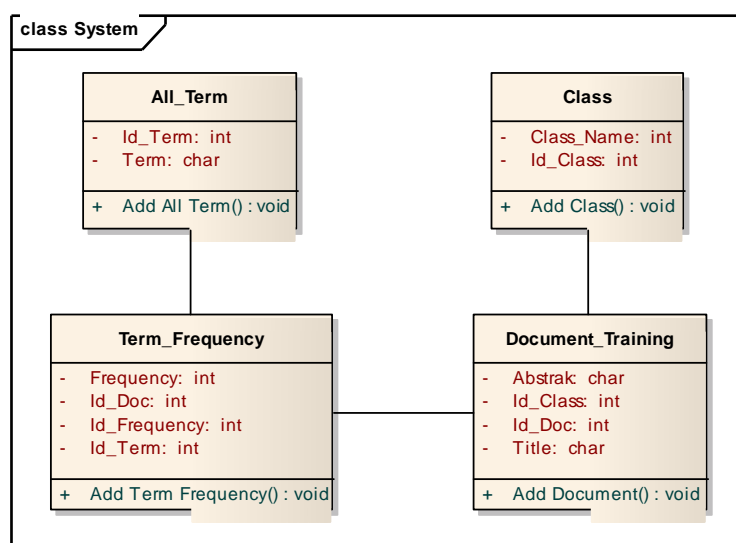 class System
All_Term
- Id_Term: int
- Term: char
+ Add All Term() : void
Class
- Class_Name: int
- Id_Class: int
+ Add Class() : void
Term_Frequency
- Frequency: int
- Id_Doc: int
- Id_Frequency: int
- Id_Term: int
+ Add Term Frequency() : void
Document_Training
- Abstrak: char
- Id_Class: int
- Id_Doc: int
- Title: char
+ Add Document() : void